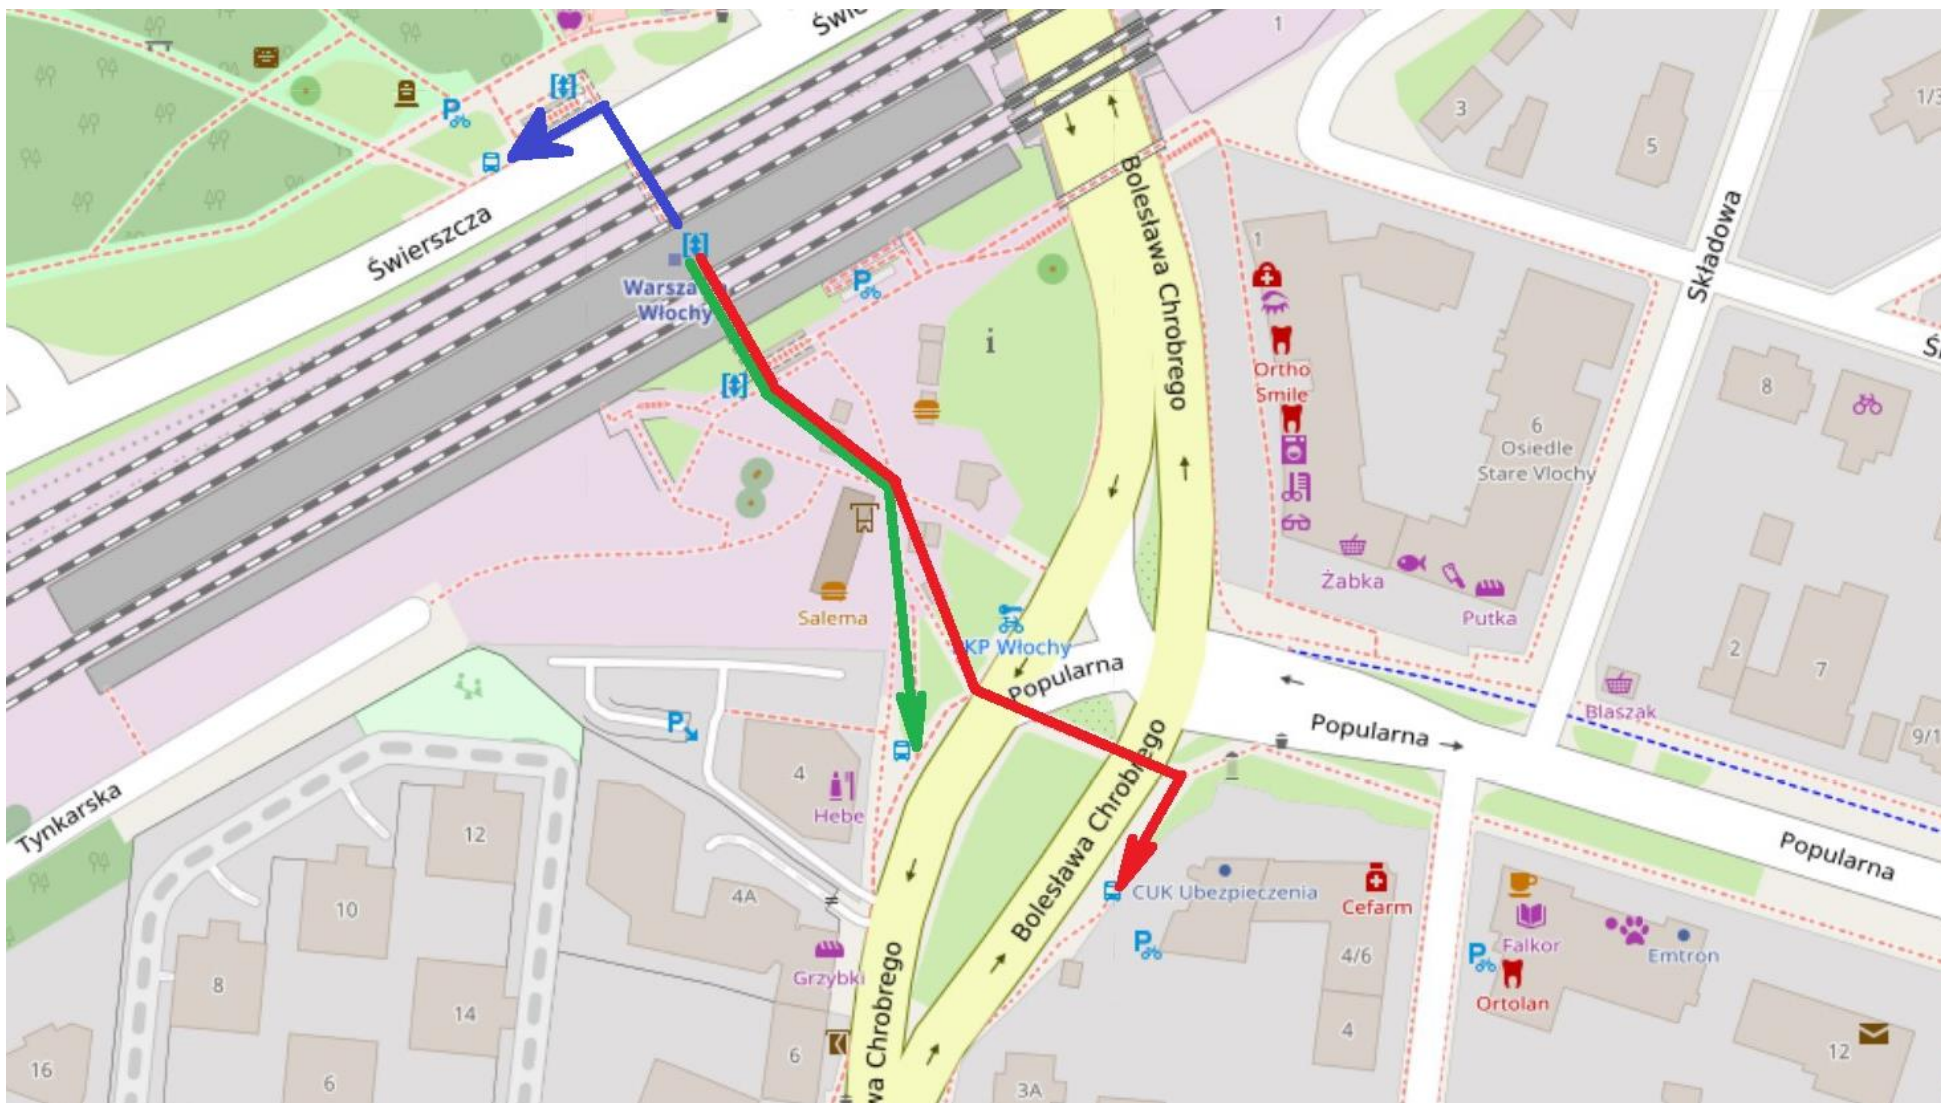 Świe
1
3
5
1/3
Bolesława Chrobrego
Składowa
Świerszcza
P
1
Warsza
Włochy
P
i
Ortho
Smile
8
6
Osiedle
Stare Vlochy
Żabka
Putka
Salema
KP Włochy
Popularna
2
7
Blaszak
9/1
Popularna
P
4
Hebe
12
Tynkarska
Popularna
Bolesława Chrobrego
4A
CUK Ubezpieczenia
Cefarm
10
P
4/6
Falkor
P
Emtron
Grzybki
8
14
Ortolan
wa Chrobrego
4
12
6
16
6
3A